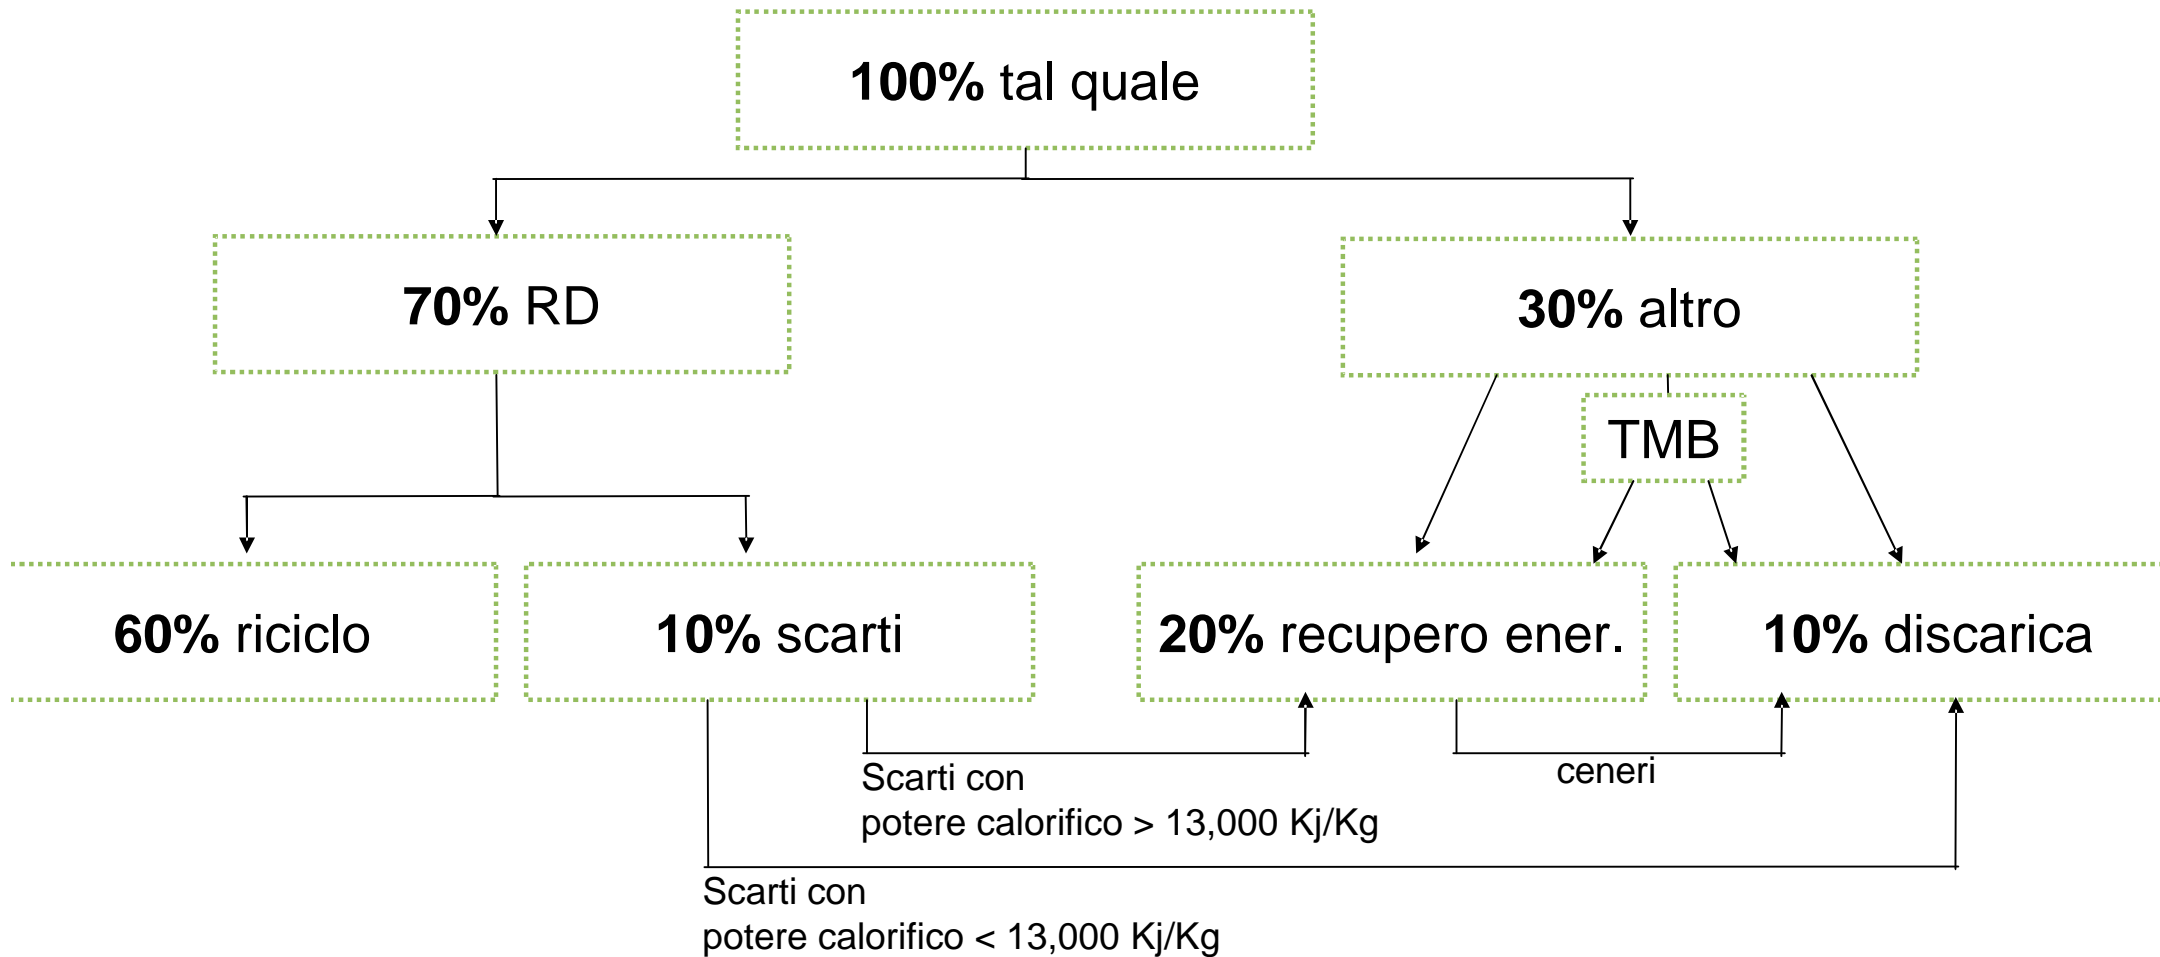 100% tal quale
70% RD
30% altro
TMB
60% riciclo
10% scarti
20% recupero ener.
10% discarica
Scarti con
potere calorifico > 13,000 Kj/Kg
ceneri
Scarti con
potere calorifico < 13,000 Kj/Kg